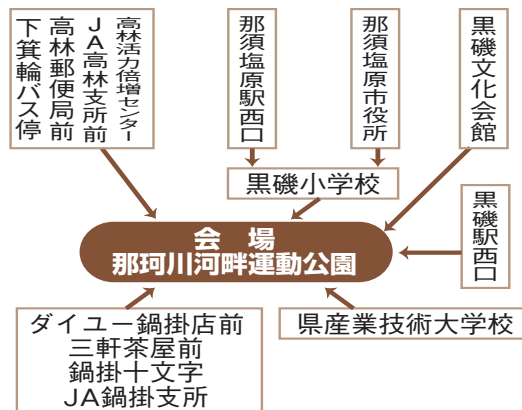 高林活力倍増センター
JA高林支所前
高林郵便局前
下箕輪バス停
那須塩原駅西口
那須塩原市役所
黒磯文化会館
黒磯小学校
黒磯駅西口
会　場
那珂川河畔運動公園
ダイユー鍋掛店前
三軒茶屋前
鍋掛十文字
JA鍋掛支所
県産業技術大学校